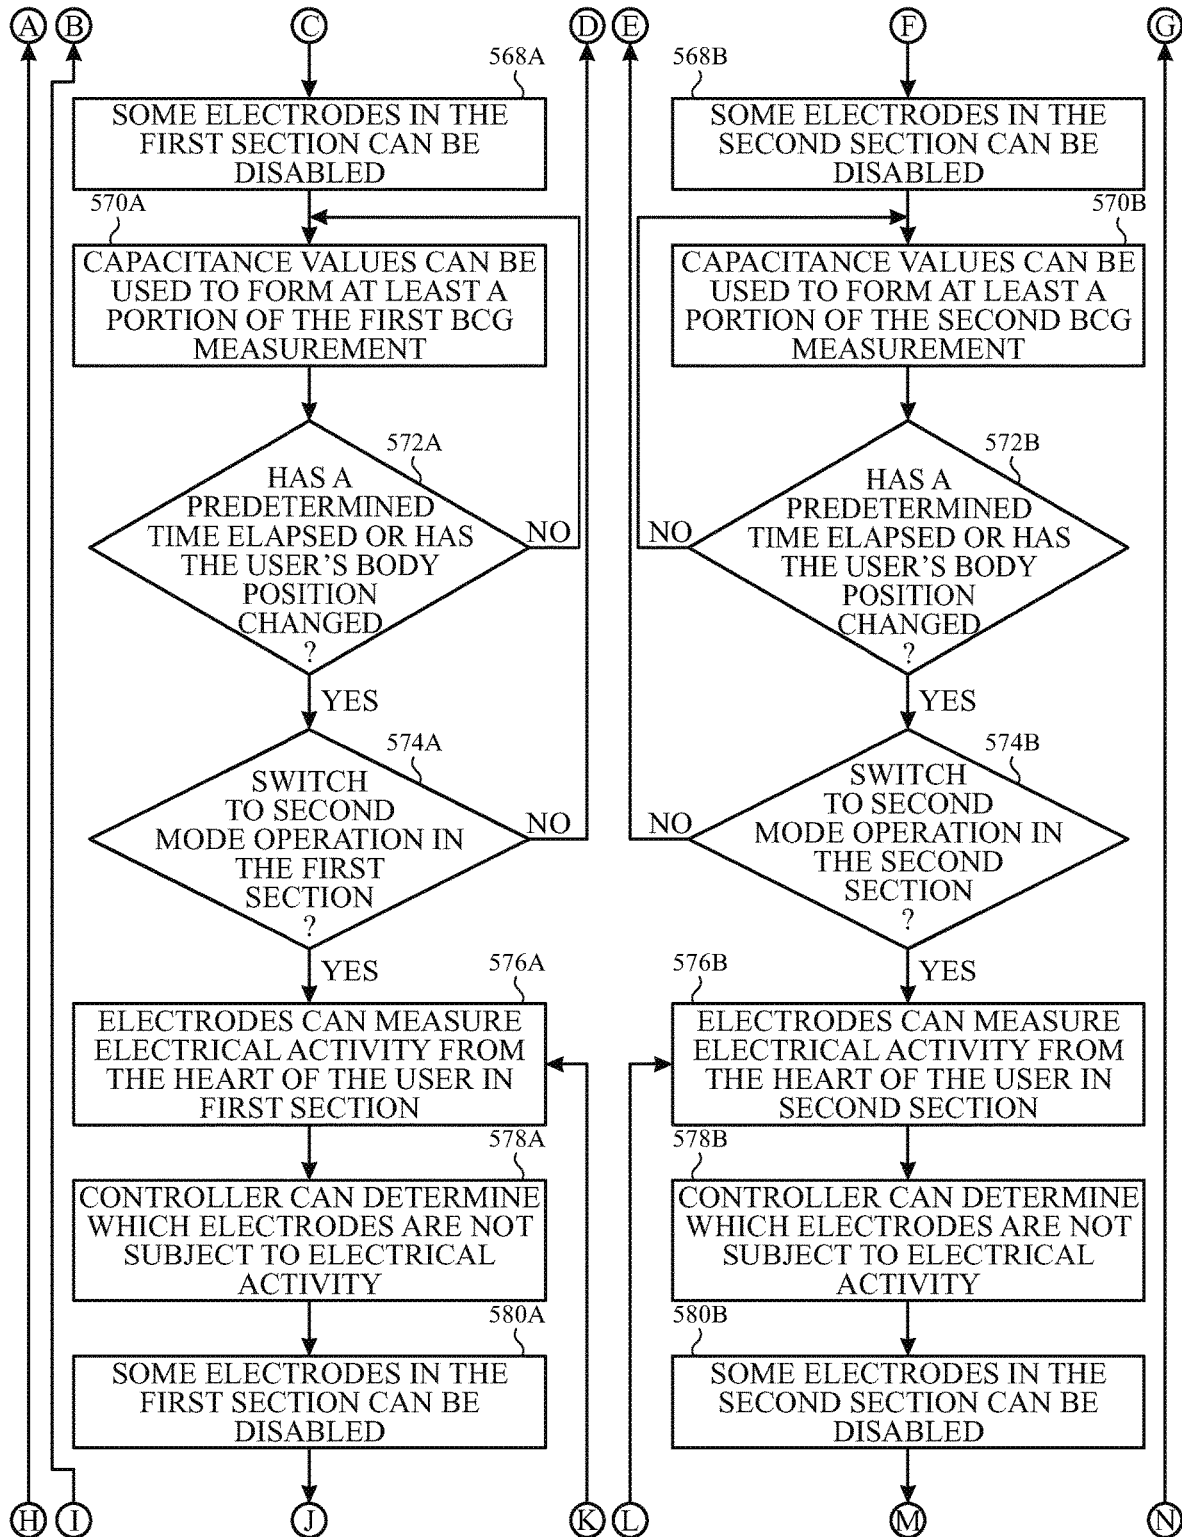 A B C D E F G
568A
SOME ELECTRODES IN THE
FIRST SECTION CAN BE
DISABLED
570A
CAPACITANCE VALUES CAN BE
USED TO FORM AT LEAST A
PORTION OF THE FIRST BCG
MEASUREMENT
572A
HAS A
PREDETERMINED
TIME ELAPSED OR HAS
THE USER'S BODY
POSITION
CHANGED
?
NO
YES
574A
SWITCH
TO SECOND
MODE OPERATION IN
THE FIRST
SECTION
?
NO
YES
576A
ELECTRODES CAN MEASURE
ELECTRICAL ACTIVITY FROM
THE HEART OF THE USER IN
FIRST SECTION
578A
CONTROLLER CAN DETERMINE
WHICH ELECTRODES ARE NOT
SUBJECT TO ELECTRICAL
ACTIVITY
580A
SOME ELECTRODES IN THE
FIRST SECTION CAN BE
DISABLED
568B
SOME ELECTRODES IN THE
SECOND SECTION CAN BE
DISABLED
570B
CAPACITANCE VALUES CAN BE
USED TO FORM AT LEAST A
PORTION OF THE SECOND BCG
MEASUREMENT
572B
HAS A
PREDETERMINED
TIME ELAPSED OR HAS
THE USER'S BODY
POSITION
CHANGED
?
NO
YES
574B
SWITCH
TO SECOND
MODE OPERATION IN
THE SECOND
SECTION
?
NO
YES
576B
ELECTRODES CAN MEASURE
ELECTRICAL ACTIVITY FROM
THE HEART OF THE USER IN
SECOND SECTION
578B
CONTROLLER CAN DETERMINE
WHICH ELECTRODES ARE NOT
SUBJECT TO ELECTRICAL
ACTIVITY
580B
SOME ELECTRODES IN THE
SECOND SECTION CAN BE
DISABLED
H I J K L M N